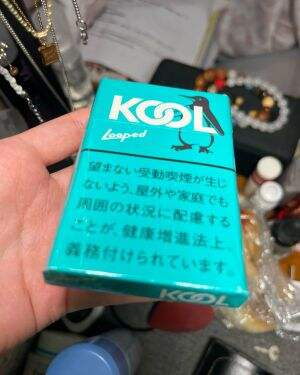 KOOL
Looped
望まない受動喫煙が生じ
ないよう、屋外や家庭でも
周囲の状況に配慮する
ことが、健康増進法上、
義務付けられています。
KOOL